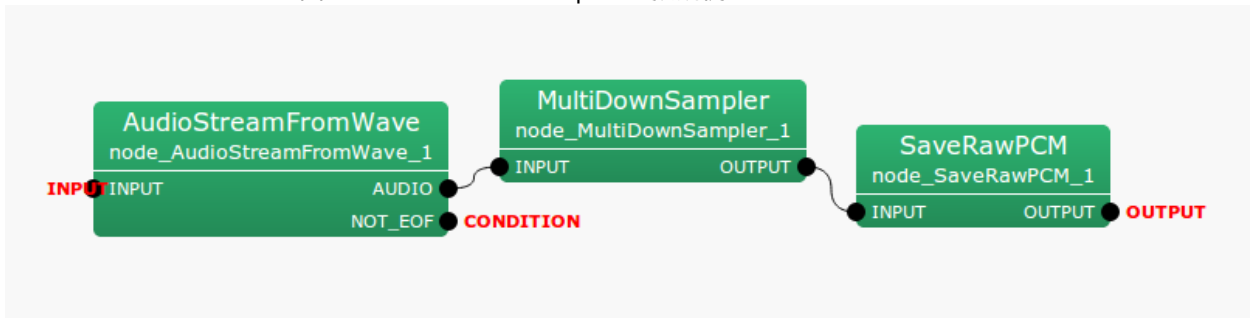 AudioStreamFromWave
node_AudioStreamFromWave_1
INPUT INPUT AUDIO
NOT_EOF CONDITION
MultiDownSampler
node_MultiDownSampler_1
INPUT OUTPUT
SaveRawPCM
node_SaveRawPCM_1
INPUT OUTPUT OUTPUT